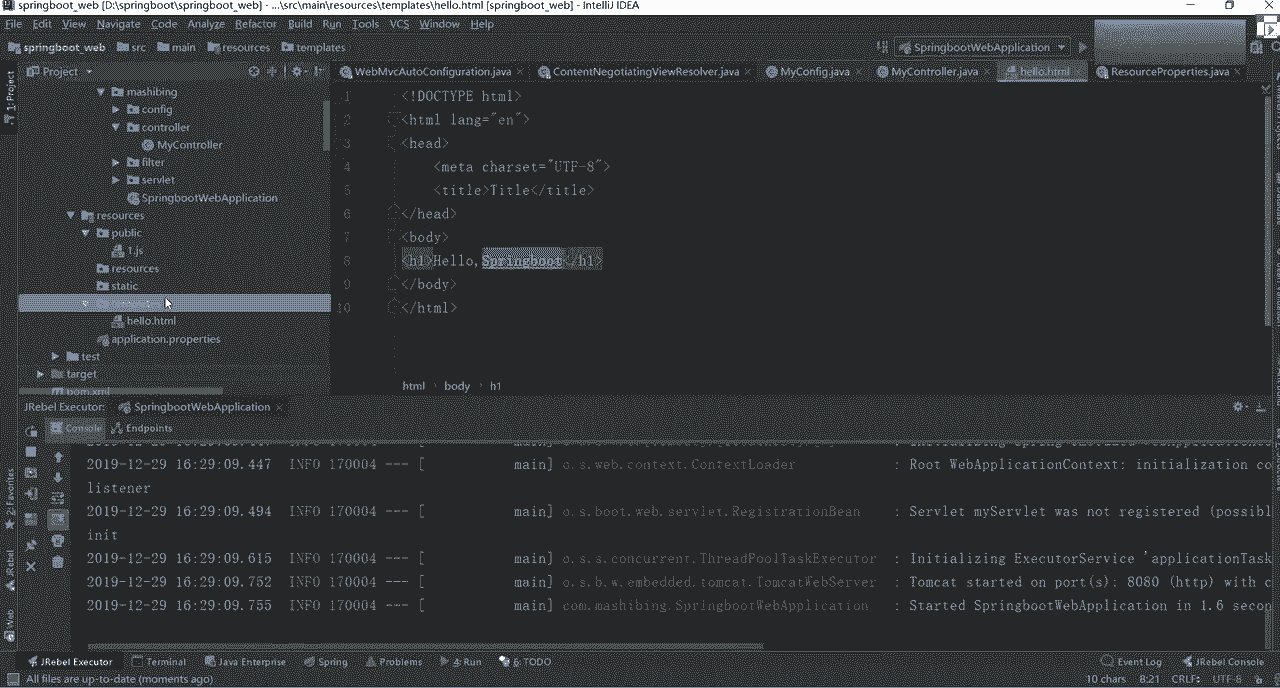 springboot_web [D:\springboot\springboot_web] - ...\src\main\resources\templates\hello.html [springboot_web] - IntelliJ IDEA
File Edit View Navigate Code Analyze Refactor Build Run Tools VCS Window Help
springboot_web src main resources templates SpringbootWebApplication
Project WebMvcAutoConfiguration.java ContentNegotiatingViewResolver.java MyConfig.java MyController.java hello.html ResourceProperties.java
1: Project
mashibing
config
controller
MyController
filter
servlet
SpringbootWebApplication
resources
public
1.js
resources
static
hello.html
application.properties
test
target
pom.xml
1 <!DOCTYPE html>
2 <html lang="en">
3 <head>
4 <meta charset="UTF-8">
5 <title>Title</title>
6 </head>
7 <body>
8 <h1>Hello,Springboot</h1>
9 </body>
10 </html>
html body h1
JRebel Executor: SpringbootWebApplication
Console Endpoints
2019-12-29 16:29:09.447 INFO 170004 --- [ main] o.s.web.context.ContextLoader : Root WebApplicationContext: initialization co
listener
2019-12-29 16:29:09.494 INFO 170004 --- [ main] o.s.boot.web.servlet.RegistrationBean : Servlet myServlet was not registered (possibl
init
2019-12-29 16:29:09.615 INFO 170004 --- [ main] o.s.s.concurrent.ThreadPoolTaskExecutor : Initializing ExecutorService 'applicationTask
2019-12-29 16:29:09.752 INFO 170004 --- [ main] o.s.b.w.embedded.tomcat.TomcatWebServer : Tomcat started on port(s): 8080 (http) with c
2019-12-29 16:29:09.755 INFO 170004 --- [ main] com.mashibing.SpringbootWebApplication : Started SpringbootWebApplication in 1.6 secon
2: Favorites
JRebel
Web
JRebel Executor Terminal Java Enterprise Spring Problems 4: Run 6: TODO Event Log JRebel Console
All files are up-to-date (moments ago) 10 chars 8:21 CRLF UTF-8